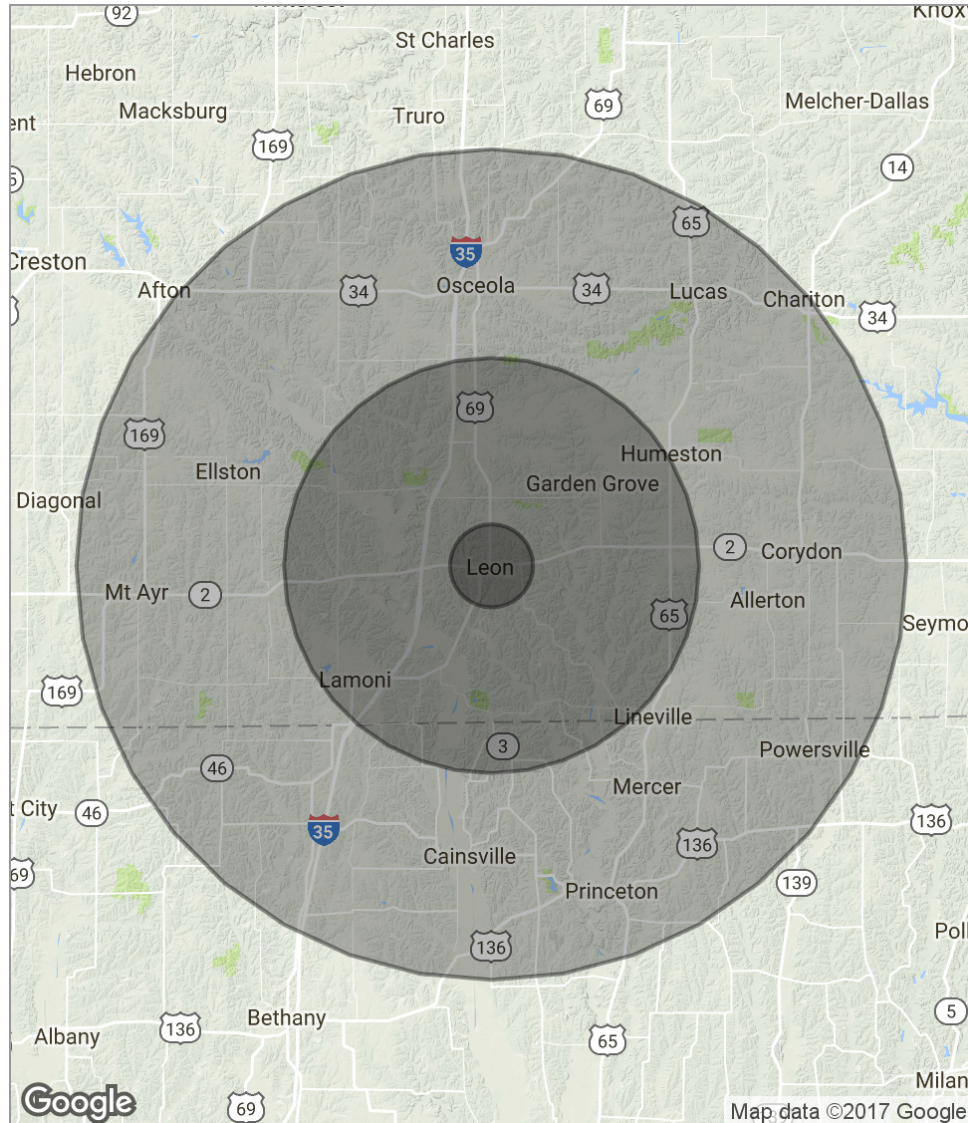 92
Knox
St Charles
Hebron
69
Melcher-Dallas
Macksburg
Truro
ent
169
14
5
65
35
Creston
Afton
34
Osceola
34
Lucas
Chariton
34
69
169
Humeston
Ellston
Garden Grove
Diagonal
2
Corydon
Leon
Mt Ayr
2
Allerton
65
Seymo
Lamoni
169
Lineville
3
Powersville
46
Mercer
t City
46
35
136
136
Cainsville
69
Princeton
139
Poll
136
Bethany
5
136
Albany
65
Milan
Google
69
Map data ©2017 Google